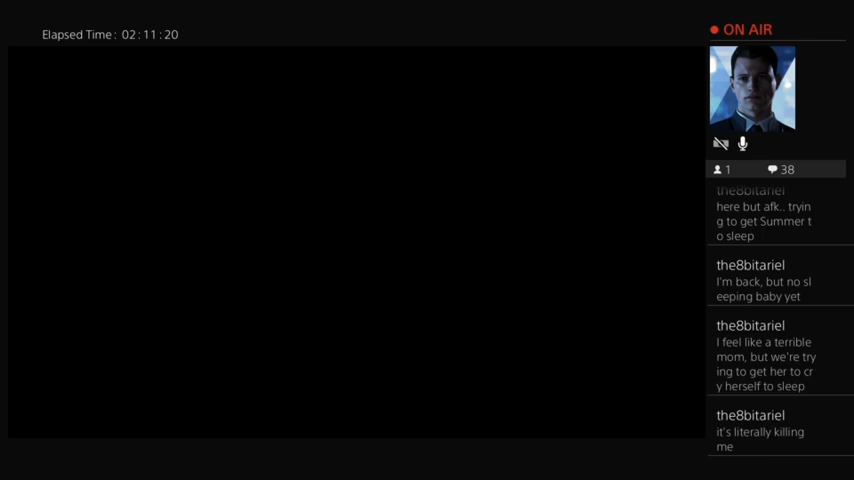 Elapsed Time: 02:11:20
ON AIR
1 38
the8bitariel
here but afk.. tryin
g to get Summer t
o sleep
the8bitariel
I'm back, but no sl
eeping baby yet
the8bitariel
I feel like a terrible
mom, but we're try
ing to get her to cr
y herself to sleep
the8bitariel
it's literally killing
me